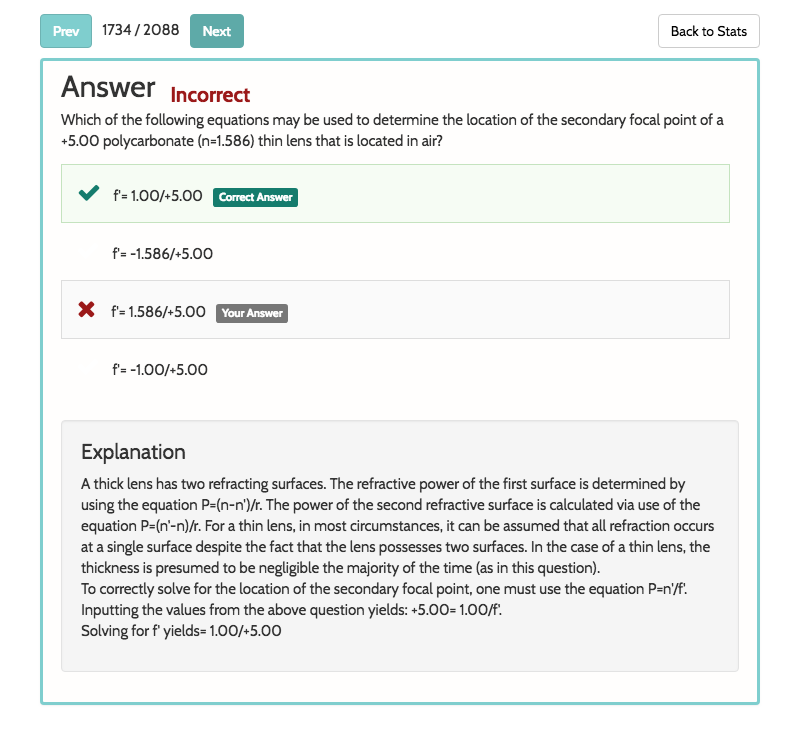 Prev 1734 / 2088 Next Back to Stats
Answer Incorrect
Which of the following equations may be used to determine the location of the secondary focal point of a
+5.00 polycarbonate (n=1.586) thin lens that is located in air?
f'= 1.00/+5.00 Correct Answer
f'= -1.586/+5.00
f'= 1.586/+5.00 Your Answer
f'= -1.00/+5.00
Explanation
A thick lens has two refracting surfaces. The refractive power of the first surface is determined by
using the equation P=(n-n')/r. The power of the second refractive surface is calculated via use of the
equation P=(n'-n)/r. For a thin lens, in most circumstances, it can be assumed that all refraction occurs
at a single surface despite the fact that the lens possesses two surfaces. In the case of a thin lens, the
thickness is presumed to be negligible the majority of the time (as in this question).
To correctly solve for the location of the secondary focal point, one must use the equation P=n'/f'.
Inputting the values from the above question yields: +5.00= 1.00/f'.
Solving for f' yields= 1.00/+5.00